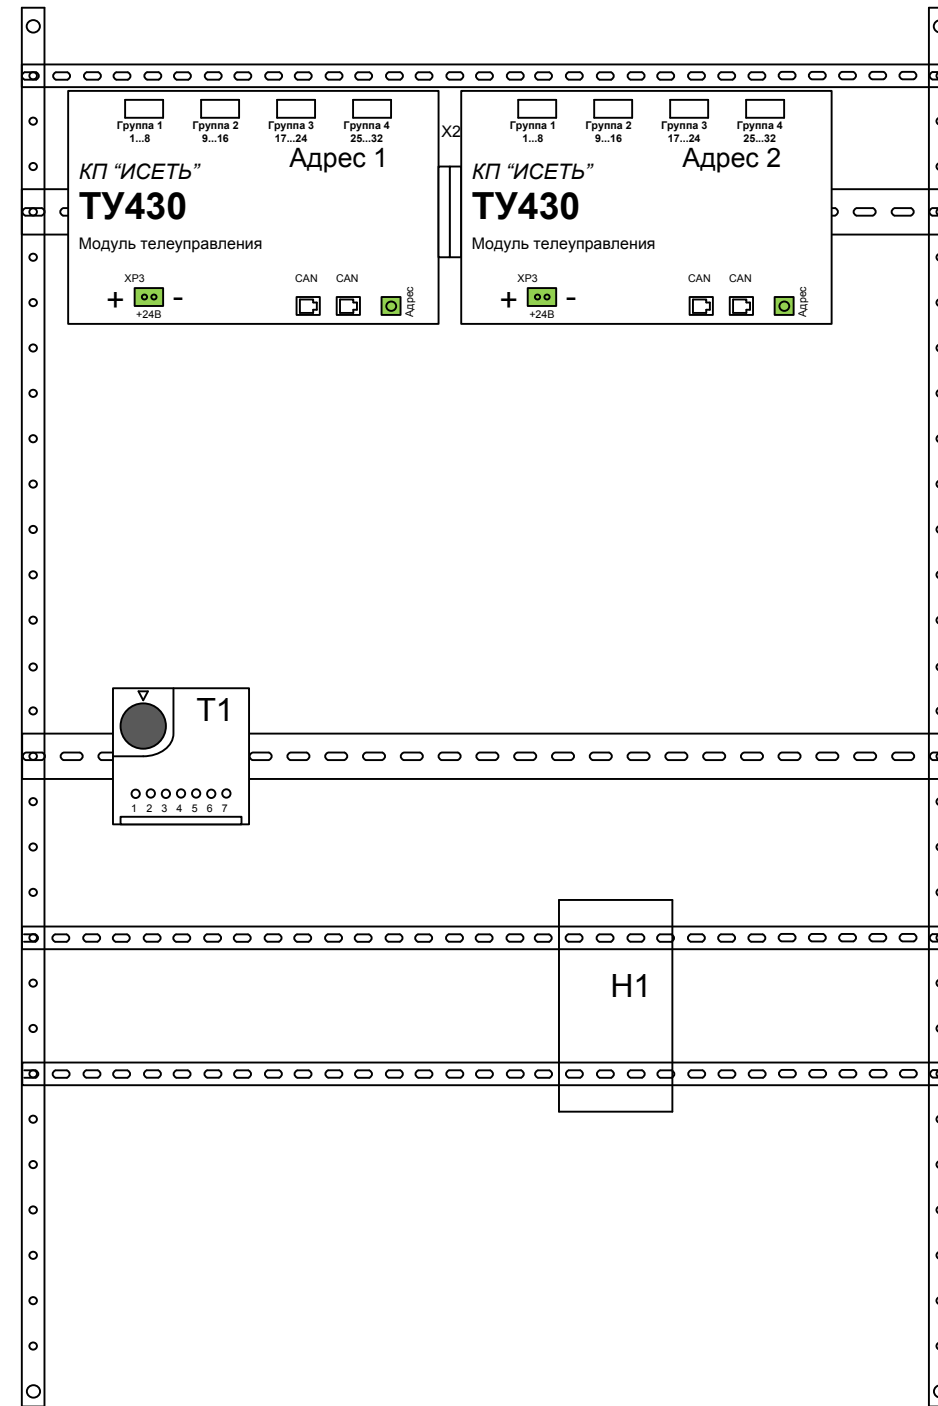 Группа 1 Группа 2 Группа 3 Группа 4
1...8 9...16 17...24 25...32
Адрес 1
КП “ИСЕТЬ”
ТУ430
Модуль телеуправления
XP3 CAN CAN
+ -
+24В
Адрес
X2
Группа 1 Группа 2 Группа 3 Группа 4
1...8 9...16 17...24 25...32
Адрес 2
КП “ИСЕТЬ”
ТУ430
Модуль телеуправления
XP3 CAN CAN
+ -
+24В
Адрес
T1
1 2 3 4 5 6 7
H1